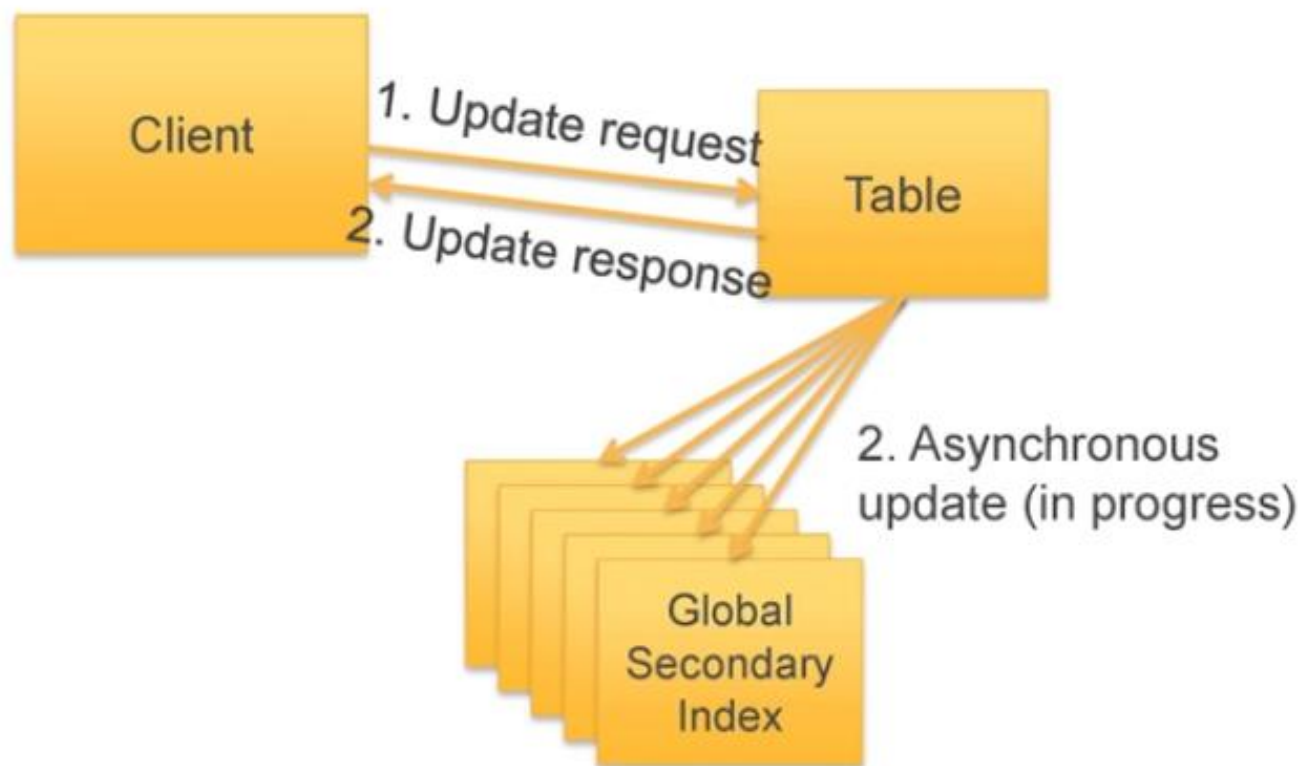 Client
1. Update request
Table
2. Update response
2. Asynchronous
update (in progress)
Global
Secondary
Index